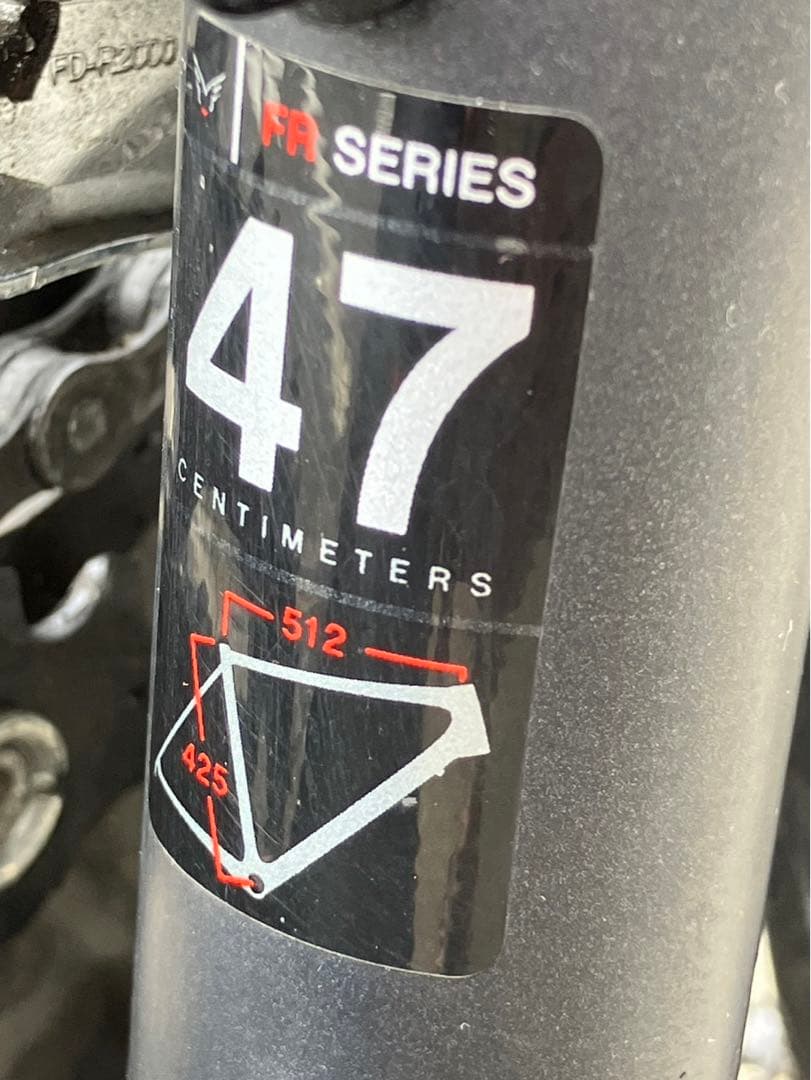 FD-R2000
FR SERIES
47
CENTIMETERS
512
425